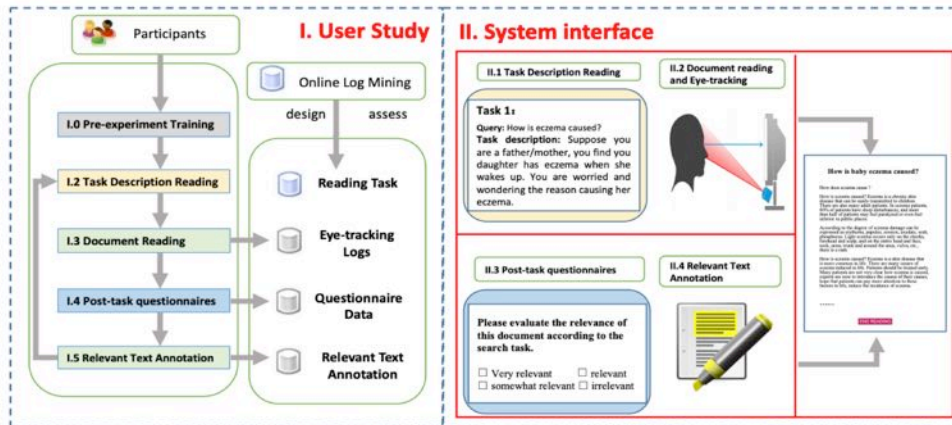 I. User Study
Participants
I.0 Pre-experiment Training
I.2 Task Description Reading
I.3 Document Reading
I.4 Post-task questionnaires
I.5 Relevant Text Annotation
Online Log Mining
design assess
Reading Task
Eye-tracking
Logs
Questionnaire
Data
Relevant Text
Annotation
II. System interface
II.1 Task Description Reading
Task 1:
Query: How is eczema caused?
Task description: Suppose you
are a father/mother, you find you
daughter has eczema when she
wakes up. You are worried and
wondering the reason causing her
eczema.
II.2 Document reading
and Eye-tracking
II.3 Post-task questionnaires
Please evaluate the relevance of
this document according to the
search task.
☐ Very relevant ☐ relevant
☐ somewhat relevant ☐ irrelevant
II.4 Relevant Text
Annotation
How is baby eczema caused?
How does eczema cause ?
END READING